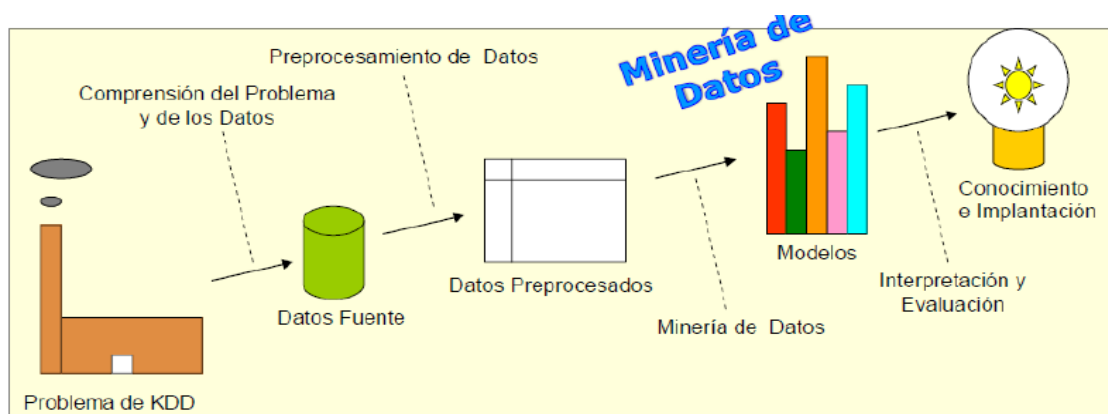 Minería de
Datos
Preprocesamiento de Datos
Comprensión del Problema
y de los Datos
Conocimiento
e Implantación
Modelos
Datos Preprocesados
Interpretación y
Evaluación
Datos Fuente
Minería de Datos
Problema de KDD